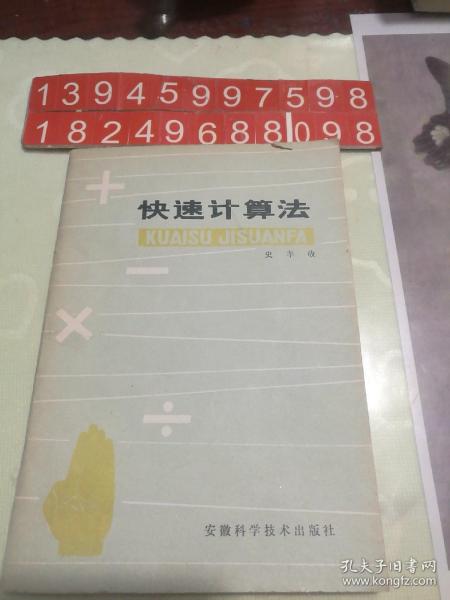 13945997598
18249688098
快速计算法
KUAISU JISUANFA
史丰收
安徽科学技术出版社
孔夫子旧书网
www.kongfz.com